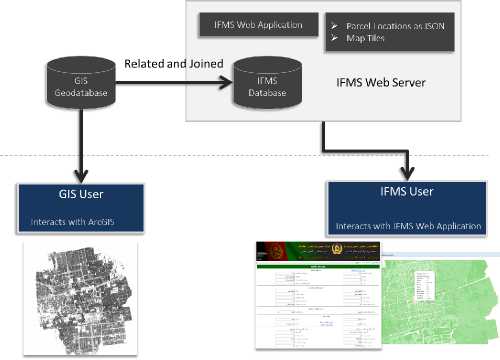 IFMS Web Application
Parcel Locations as JSON
Map Tiles
GIS
Geodatabase
Related and Joined
IFMS
Database
IFMS Web Server
GIS User
Interacts with ArcGIS
IFMS User
Interacts with IFMS Web Application